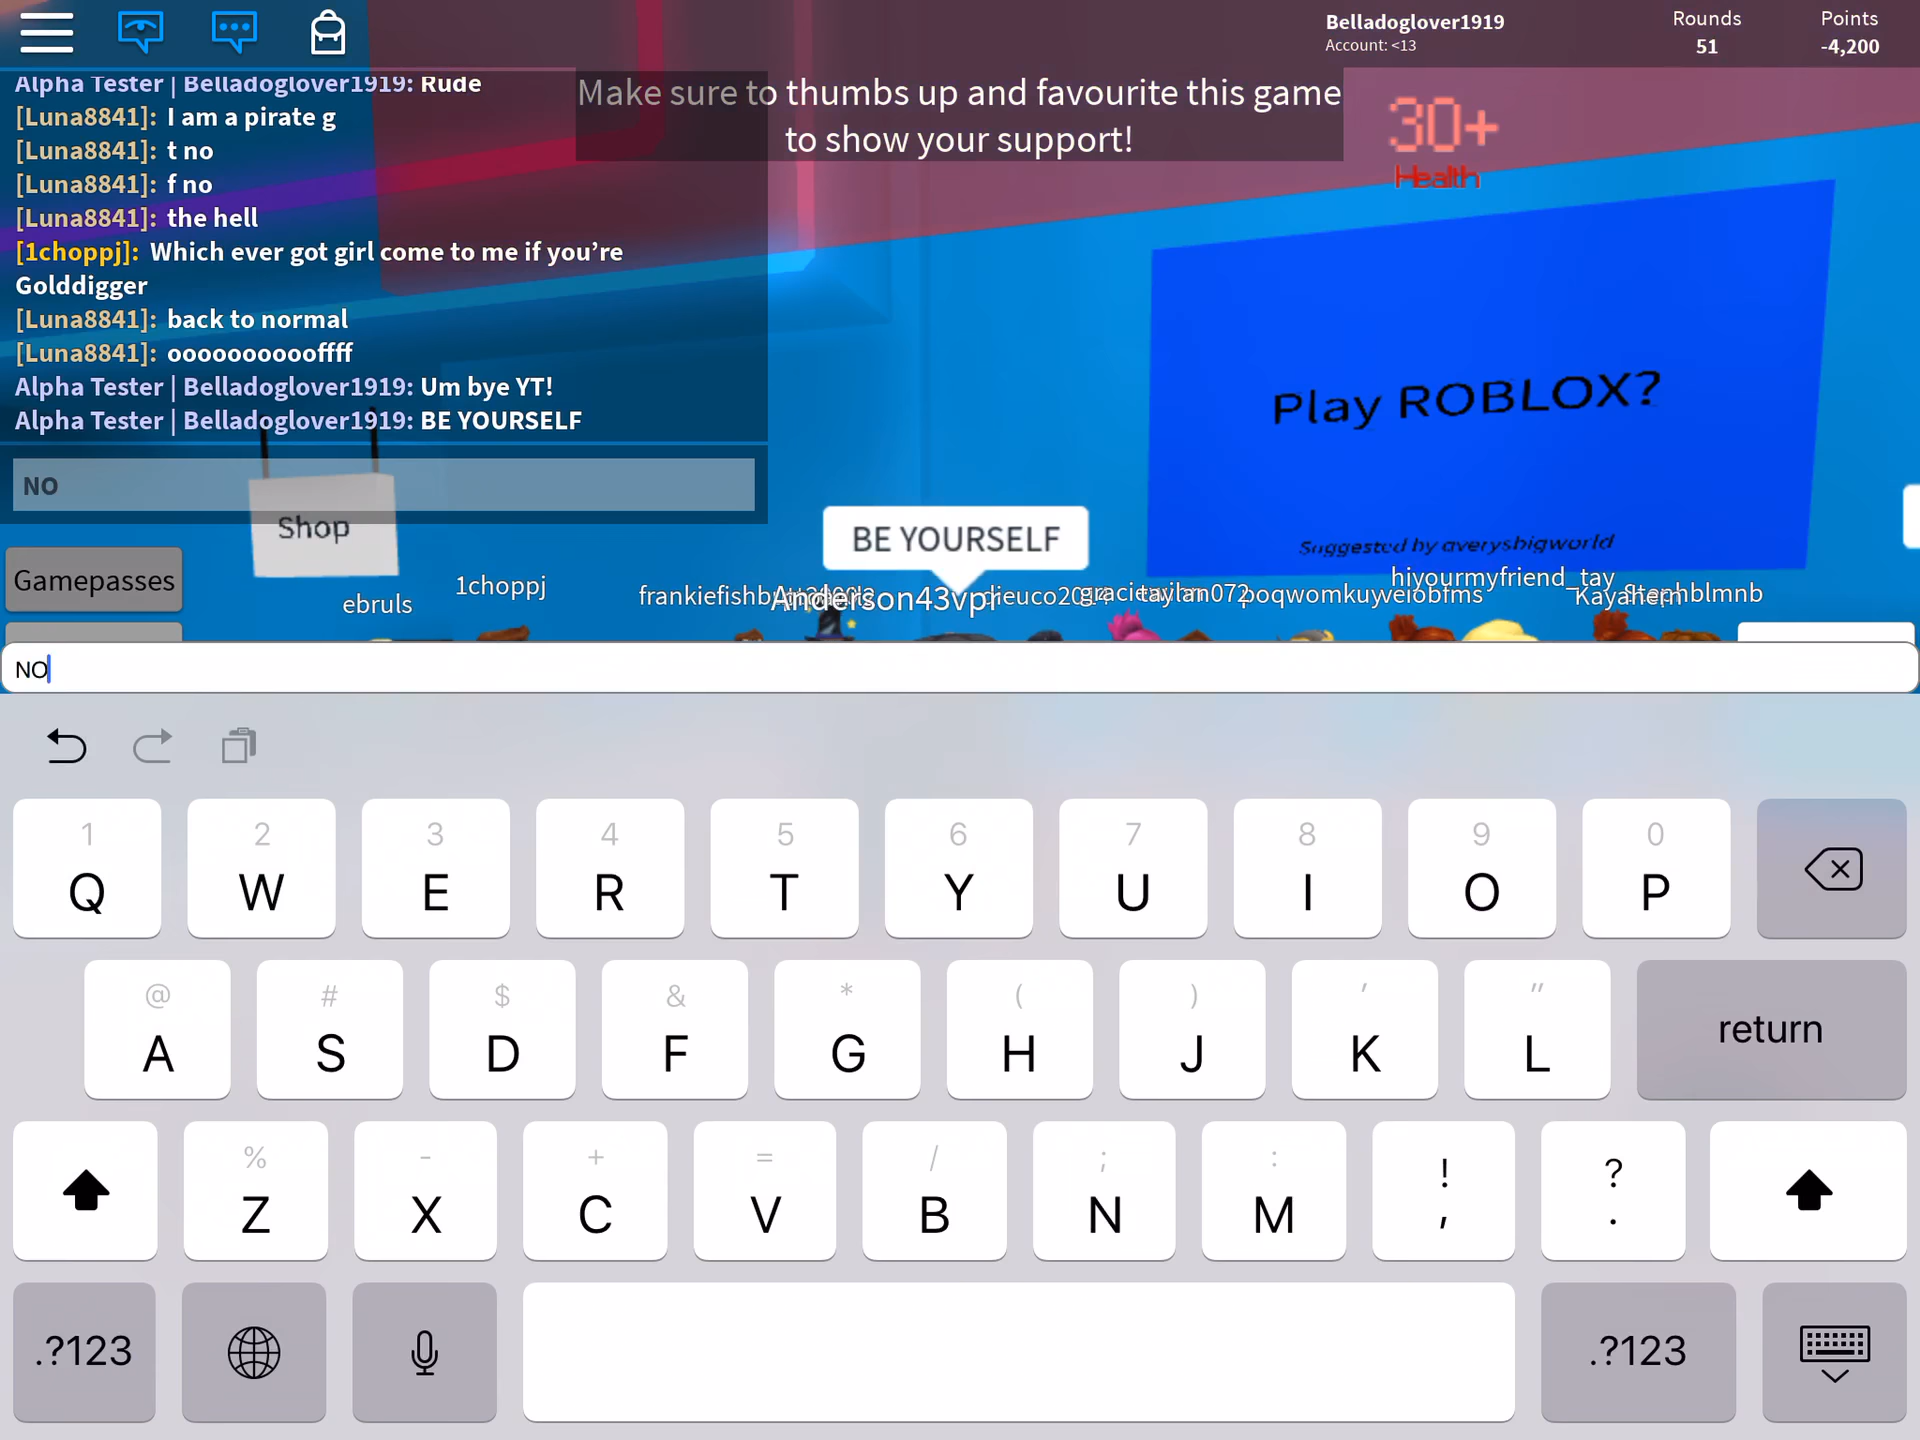 Belladoglover1919
Account: <13
Rounds
51
Points
-4,200
Alpha Tester | Belladoglover1919: Rude
[Luna8841]: I am a pirate g
[Luna8841]: t no
[Luna8841]: f no
[Luna8841]: the hell
[1choppj]: Which ever got girl come to me if you’re
Golddigger
[Luna8841]: back to normal
[Luna8841]: ooooooooooffff
Alpha Tester | Belladoglover1919: Um bye YT!
Alpha Tester | Belladoglover1919: BE YOURSELF
NO
Make sure to thumbs up and favourite this game
to show your support!
30+
Health
Play ROBLOX?
Suggested by averysbigworld
Shop
BE YOURSELF
Gamepasses
ebruls
1choppj
Anderson43vpr
hiyourmyfriend_tay
NO
1 2 3 4 5 6 7 8 9 0
Q W E R T Y U I O P
@ # $ & * ( ) ' "
A S D F G H J K L return
% - + = / ; : ! ?
Z X C V B N M , .
.?123 .?123